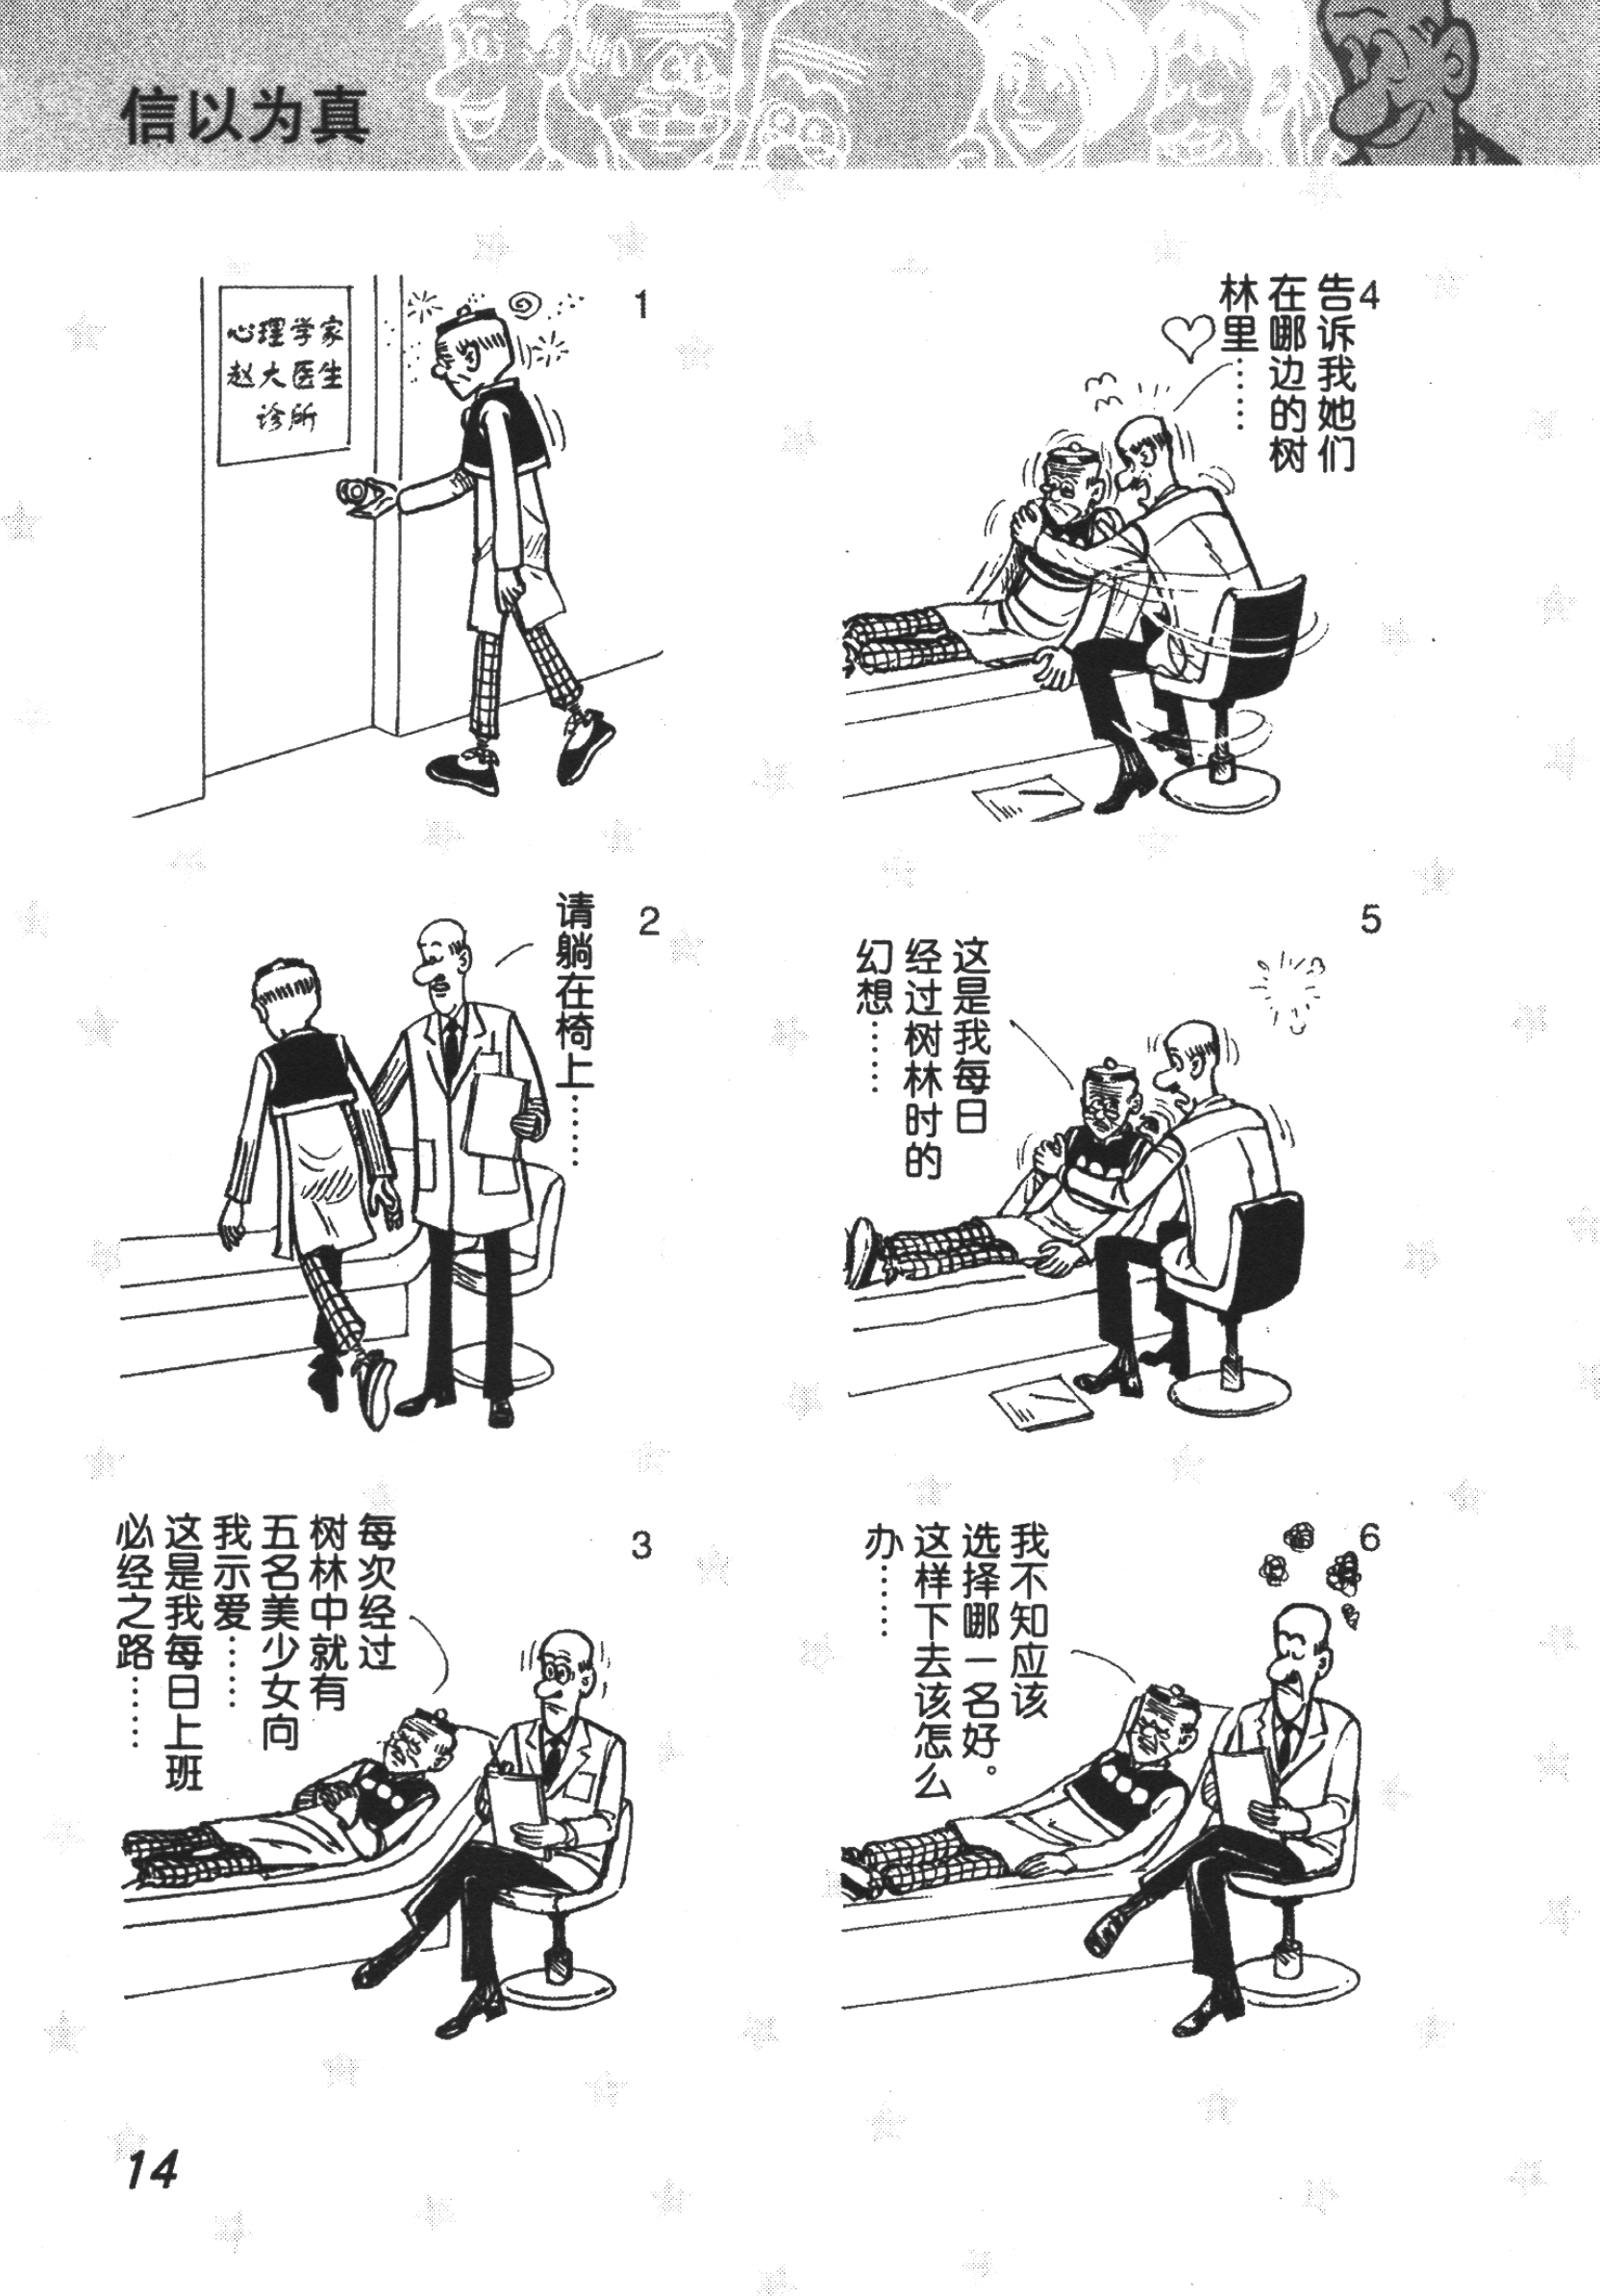 信以为真
1
心理学家
赵大医生
诊所
2
请躺在椅上……
3
每次经过
树林中就有
五名美少女向
我示爱……
这是我每日上班
必经之路……
4
告诉我她们
在哪边的树
林里……
5
这是我每日
经过树林时的
幻想……
6
我不知应该
选择哪一名好。
这样下去该怎么
办……
14